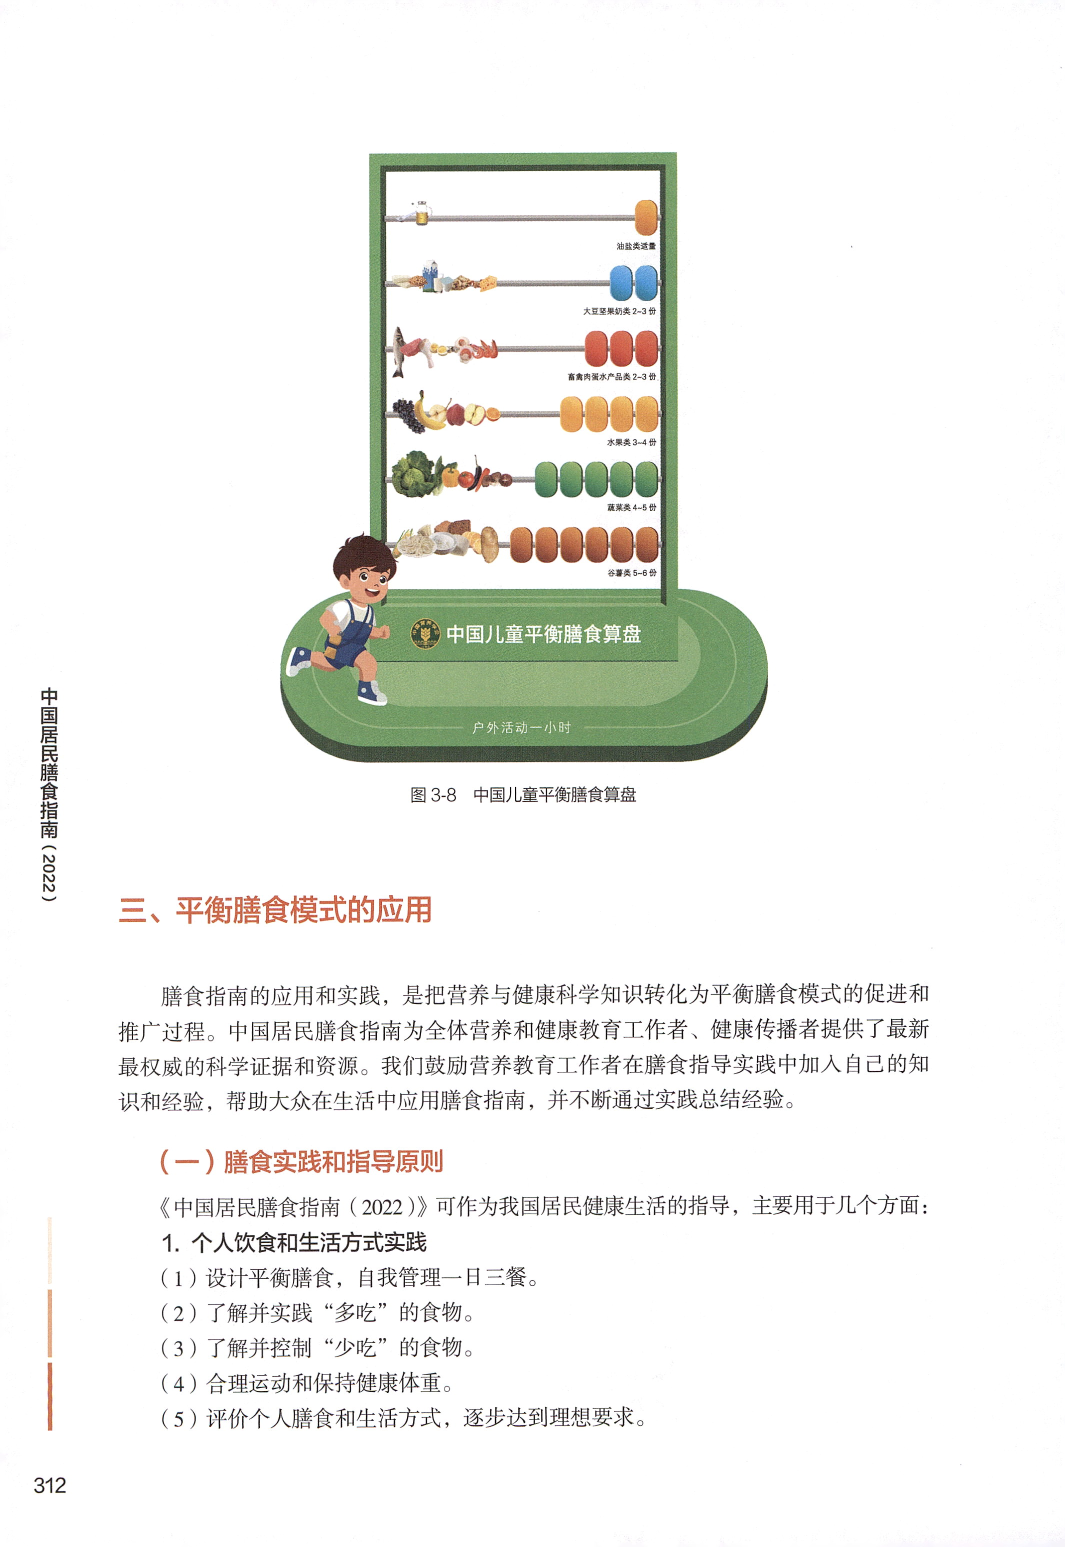 油盐类适量
大豆坚果奶类 2~3 份
畜禽肉蛋水产品类 2~3 份
水果类 3~4 份
蔬菜类 4~5 份
谷薯类 5~6 份
中国儿童平衡膳食算盘
户外活动一小时
图 3-8 中国儿童平衡膳食算盘
中国居民膳食指南(2022)
三、平衡膳食模式的应用
膳食指南的应用和实践，是把营养与健康科学知识转化为平衡膳食模式的促进和
推广过程。中国居民膳食指南为全体营养和健康教育工作者、健康传播者提供了最新
最权威的科学证据和资源。我们鼓励营养教育工作者在膳食指导实践中加入自己的知
识和经验，帮助大众在生活中应用膳食指南，并不断通过实践总结经验。
（一）膳食实践和指导原则
《中国居民膳食指南（2022）》可作为我国居民健康生活的指导，主要用于几个方面：
1. 个人饮食和生活方式实践
（1）设计平衡膳食，自我管理一日三餐。
（2）了解并实践“多吃”的食物。
（3）了解并控制“少吃”的食物。
（4）合理运动和保持健康体重。
（5）评价个人膳食和生活方式，逐步达到理想要求。
312